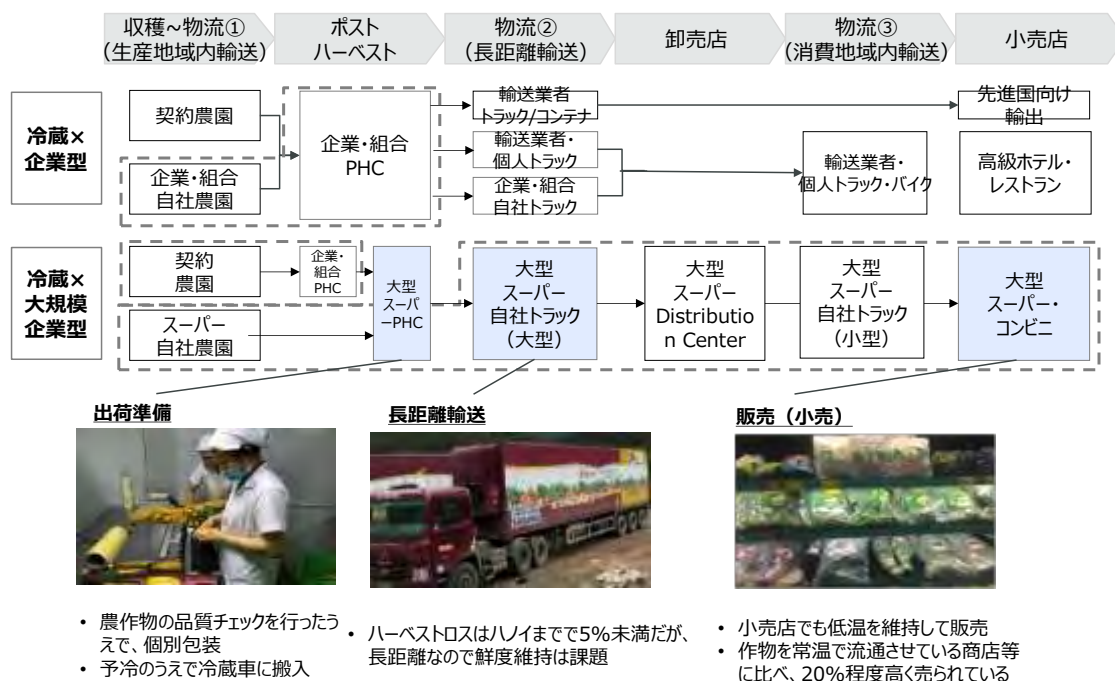 収穫~物流①
(生産地域内輸送)
ポスト
ハーベスト
物流②
(長距離輸送)
卸売店
物流③
(消費地域内輸送)
小売店
冷蔵×
企業型
契約農園
企業・組合
自社農園
企業・組合
PHC
輸送業者
トラック/コンテナ
輸送業者・
個人トラック
企業・組合
自社トラック
輸送業者・
個人トラック・バイク
先進国向け
輸出
高級ホテル・
レストラン
冷蔵×
大規模
企業型
契約
農園
スーパー
自社農園
企業・
組合
PHC
大型
スーパ
ーPHC
大型
スーパー
自社トラック
(大型)
大型
スーパー
Distributio
n Center
大型
スーパー
自社トラック
(小型)
大型
スーパー・
コンビニ
出荷準備
• 農作物の品質チェックを行ったう
えで、個別包装
• 予冷のうえで冷蔵車に搬入
長距離輸送
• ハーベストロスはハノイまでで5%未満だが、
長距離なので鮮度維持は課題
販売（小売）
• 小売店でも低温を維持して販売
• 作物を常温で流通させている商店等
に比べ、20%程度高く売られている